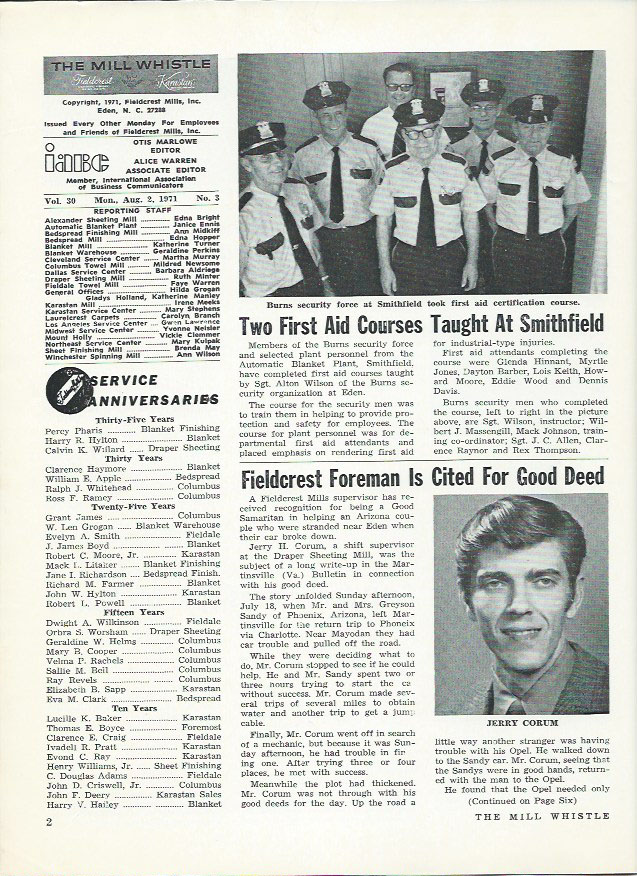 THE MILL WHISTLE
Fieldcrest Karastan
Copyright, 1971, Fieldcrest Mills, Inc.
Eden, N. C. 27288
Issued Every Other Monday For Employees
and Friends of Fieldcrest Mills, Inc.
OTIS MARLOWE
EDITOR
ALICE WARREN
ASSOCIATE EDITOR
Member, International Association
of Business Communicators
Vol. 30 Mon., Aug. 2, 1971 No. 3
REPORTING STAFF
Alexander Sheeting Mill .......... Edna Bright
Automatic Blanket Plant .......... Janice Ennis
Bedspread Finishing Mill .......... Ann Midkiff
Bedspread Mill .......... Edna Hopper
Blanket Mill .......... Katherine Turner
Blanket Warehouse .......... Geraldine Perkins
Cleveland Service Center .......... Martha Murray
Columbus Towel Mill .......... Mildred Newsome
Dallas Service Center .......... Barbara Aldriege
Draper Sheeting Mill .......... Ruth Minter
Fieldale Towel Mill .......... Faye Warren
General Offices .......... Hilda Grogan
Gladys Holland, Katherine Manley
Karastan Mill .......... Irene Meeks
Karastan Service Center .......... Mary Stephens
Laurelcrest Carpets .......... Carolyn Branch
Los Angeles Service Center .... Gwen Lawrence
Midwest Service Center .......... Yvonne Neisler
Mount Holly .......... Vickie Clemmer
Northeast Service Center .......... Mary Kulpak
Sheet Finishing Mill .......... Brenda May
Winchester Spinning Mill .......... Ann Wilson
SERVICE
ANNIVERSARIES
Thirty-Five Years
Percy Pharis .......... Blanket Finishing
Harry R. Hylton .......... Blanket
Calvin K. Willard ...... Draper Sheeting
Thirty Years
Clarence Haymore .......... Blanket
William E. Apple .......... Bedspread
Ralph J. Whitehead .......... Columbus
Ross F. Ramey .......... Columbus
Twenty-Five Years
Grant James .......... Columbus
W. Len Grogan ...... Blanket Warehouse
Evelyn A. Smith .......... Fieldale
J. James Boyd .......... Blanket
Robert C. Moore, Jr. .......... Karastan
Mack L. Litaker ...... Blanket Finishing
Jane I. Richardson .... Bedspread Finish.
Richard M. Farmer .......... Blanket
John W. Hylton .......... Karastan
Robert L. Powell .......... Blanket
Fifteen Years
Dwight A. Wilkinson .......... Fieldale
Orbra S. Worsham ...... Draper Sheeting
Geraldine W. Helms .......... Columbus
Mary B. Cooper .......... Columbus
Velma P. Rachels .......... Columbus
Sallie M. Bell .......... Columbus
Ray Revels .......... Columbus
Elizabeth B. Sapp .......... Karastan
Eva M. Clark .......... Bedspread
Ten Years
Lucille K. Baker .......... Karastan
Thomas E. Boyce .......... Foremost
Clarence E. Craig .......... Fieldale
Ivadell R. Pratt .......... Karastan
Evond C. Ray .......... Karastan
Henry Williams, Jr. ...... Sheet Finishing
C. Douglas Adams .......... Fieldale
John D. Criswell, Jr. .......... Columbus
John F. Deery .......... Karastan Sales
Harry V. Hailey .......... Blanket
Burns security force at Smithfield took first aid certification course.
Two First Aid Courses Taught At Smithfield
Members of the Burns security force
and selected plant personnel from the
Automatic Blanket Plant, Smithfield,
have completed first aid courses taught
by Sgt. Alton Wilson of the Burns se-
curity organization at Eden.
The course for the security men was
to train them in helping to provide pro-
tection and safety for employees. The
course for plant personnel was for de-
partmental first aid attendants and
placed emphasis on rendering first aid
for industrial-type injuries.
First aid attendants completing the
course were Glenda Hinnant, Myrtle
Jones, Dayton Barber, Lois Keith, How-
ard Moore, Eddie Wood and Dennis
Davis.
Burns security men who completed
the course, left to right in the picture
above, are Sgt. Wilson, instructor; Wil-
bert J. Massengill, Mack Johnson, train-
ing co-ordinator; Sgt. J. C. Allen, Clar-
ence Raynor and Rex Thompson.
Fieldcrest Foreman Is Cited For Good Deed
A Fieldcrest Mills supervisor has re-
ceived recognition for being a Good
Samaritan in helping an Arizona cou-
ple who were stranded near Eden when
their car broke down.
Jerry H. Corum, a shift supervisor
at the Draper Sheeting Mill, was the
subject of a long write-up in the Mar-
tinsville (Va.) Bulletin in connection
with his good deed.
The story unfolded Sunday afternoon,
July 18, when Mr. and Mrs. Greyson
Sandy of Phoenix, Arizona, left Mar-
tinsville for the return trip to Phoneix
via Charlotte. Near Mayodan they had
car trouble and pulled off the road.
While they were deciding what to
do, Mr. Corum stopped to see if he could
help. He and Mr. Sandy spent two or
three hours trying to start the ca
without success. Mr. Corum made sev-
eral trips of several miles to obtain
water and another trip to get a jump
cable.
Finally, Mr. Corum went off in search
of a mechanic, but because it was Sun-
day afternoon, he had trouble in fir
ing one. After trying three or four
places, he met with success.
Meanwhile the plot had thickened.
Mr. Corum was not through with his
good deeds for the day. Up the road a
JERRY CORUM
little way another stranger was having
trouble with his Opel. He walked down
to the Sandy car. Mr. Corum, seeing that
the Sandys were in good hands, return-
ed with the man to the Opel.
He found that the Opel needed only
(Continued on Page Six)
2
THE MILL WHISTLE